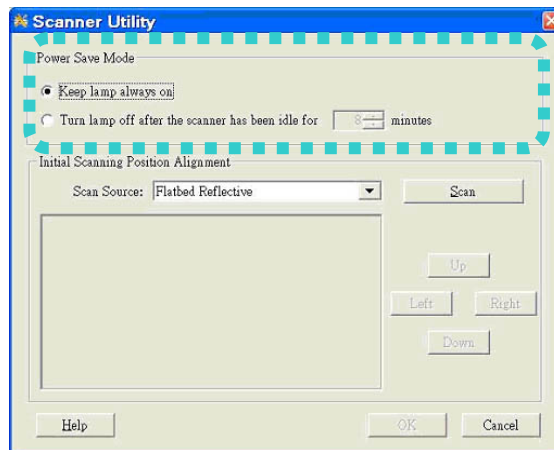 Scanner Utility
Power Save Mode
Keep lamp always on
Turn lamp off after the scanner has been idle for 8 minutes
Initial Scanning Position Alignment
Scan Source: Flatbed Reflective Scan
Up
Left Right
Down
Help OK Cancel